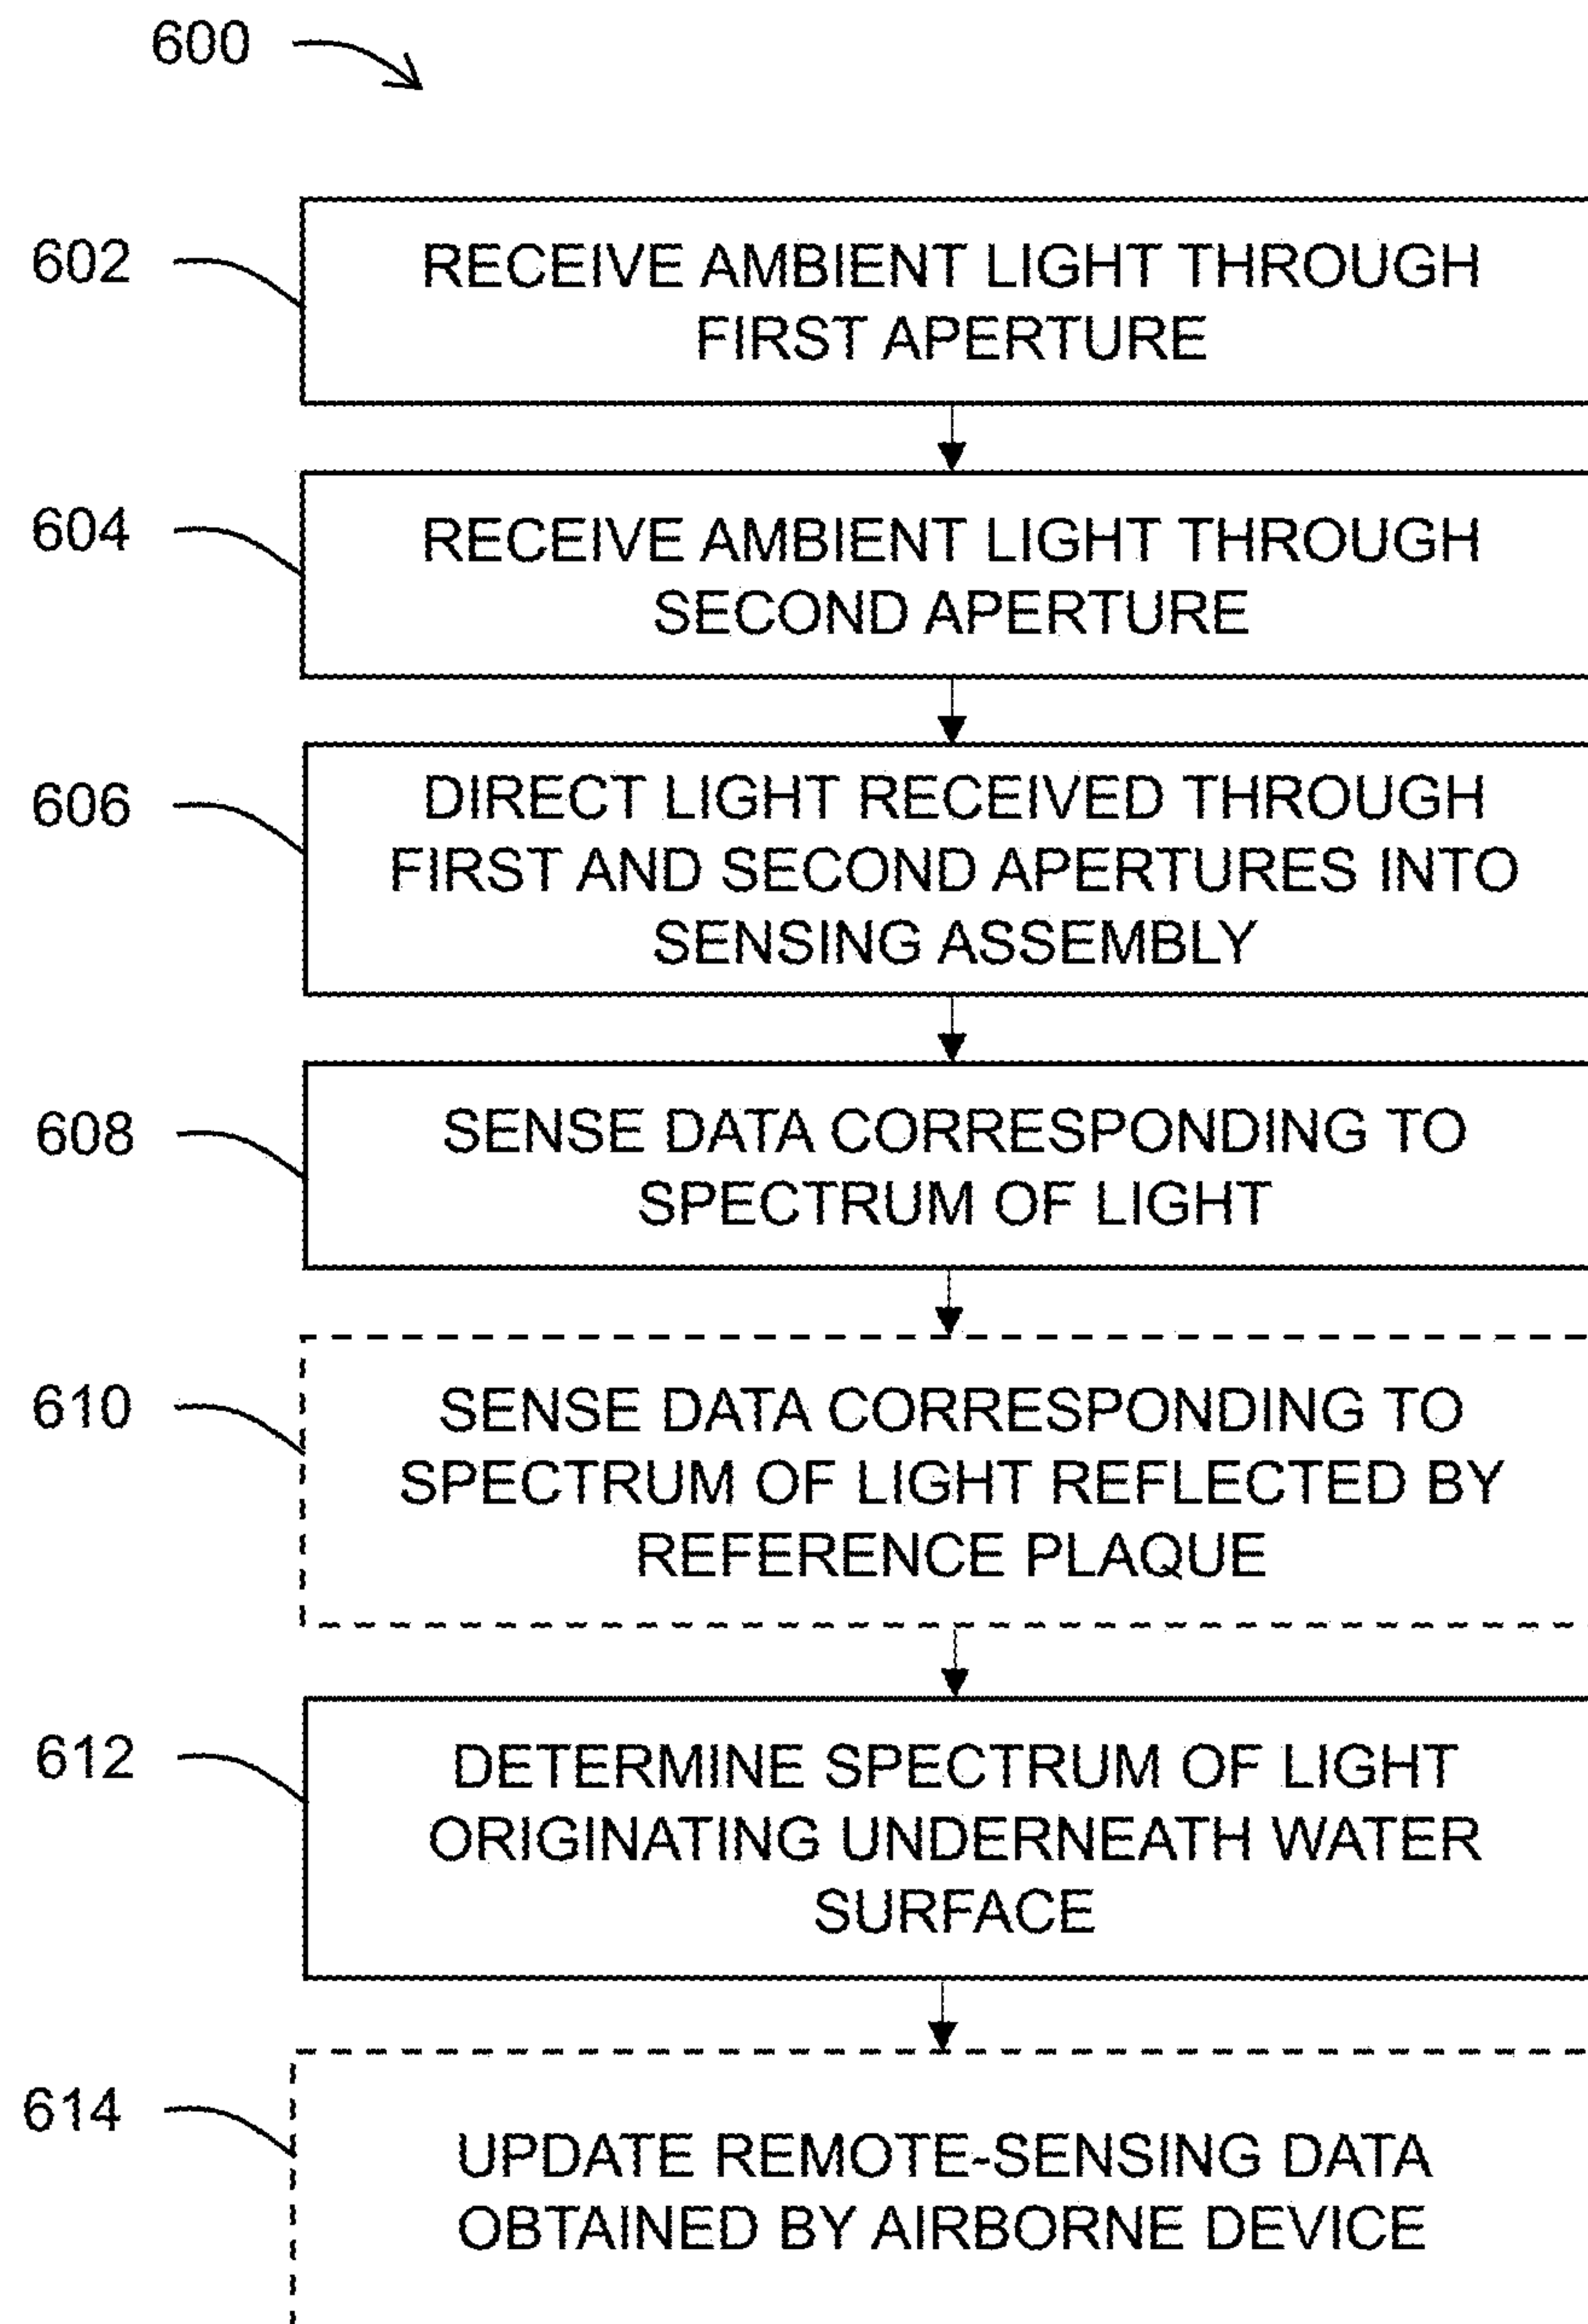 600
602
RECEIVE AMBIENT LIGHT THROUGH
FIRST APERTURE
604
RECEIVE AMBIENT LIGHT THROUGH
SECOND APERTURE
606
DIRECT LIGHT RECEIVED THROUGH
FIRST AND SECOND APERTURES INTO
SENSING ASSEMBLY
608
SENSE DATA CORRESPONDING TO
SPECTRUM OF LIGHT
610
SENSE DATA CORRESPONDING TO
SPECTRUM OF LIGHT REFLECTED BY
REFERENCE PLAQUE
612
DETERMINE SPECTRUM OF LIGHT
ORIGINATING UNDERNEATH WATER
SURFACE
614
UPDATE REMOTE-SENSING DATA
OBTAINED BY AIRBORNE DEVICE